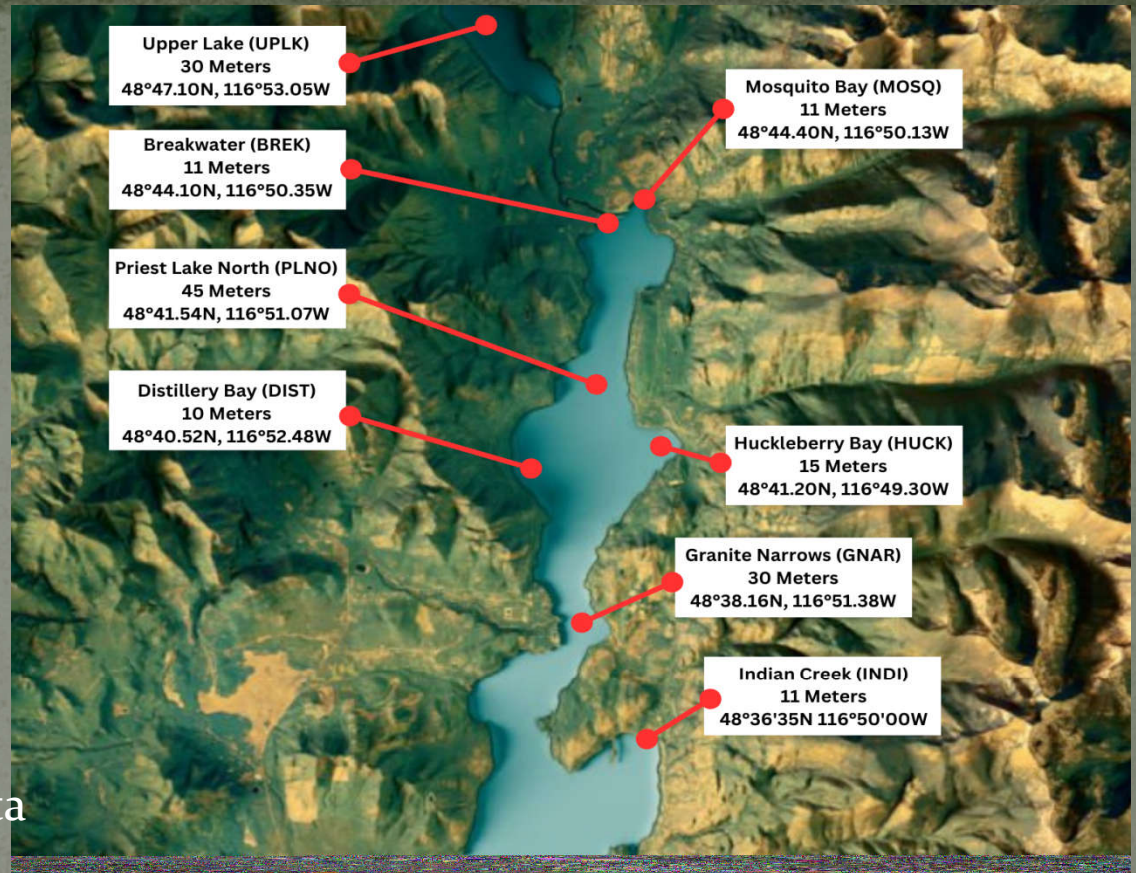 Upper Lake (UPLK)
30 Meters
48°47.10N, 116°53.05W
Mosquito Bay (MOSQ)
11 Meters
48°44.40N, 116°50.13W
Breakwater (BREK)
11 Meters
48°44.10N, 116°50.35W
Priest Lake North (PLNO)
45 Meters
48°41.54N, 116°51.07W
Distillery Bay (DIST)
10 Meters
48°40.52N, 116°52.48W
Huckleberry Bay (HUCK)
15 Meters
48°41.20N, 116°49.30W
Granite Narrows (GNAR)
30 Meters
48°38.16N, 116°51.38W
Indian Creek (INDI)
11 Meters
48°36'35N 116°50'00W
ta